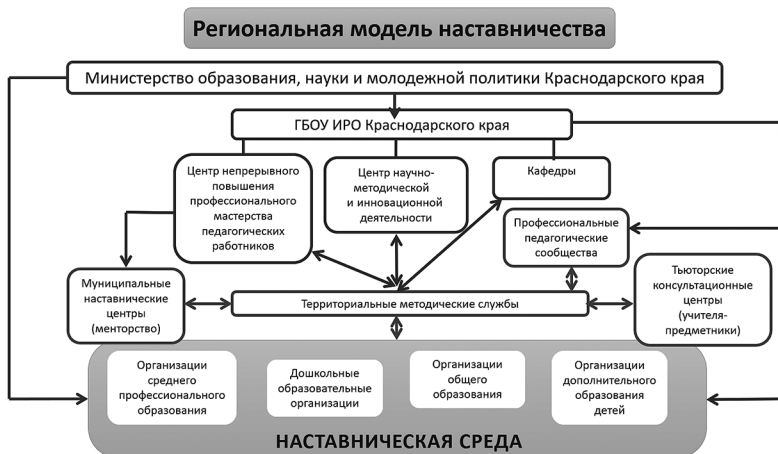 Региональная модель наставничества
Министерство образования, науки и молодежной политики Краснодарского края
ГБОУ ИРО Краснодарского края
Центр непрерывного
повышения
профессионального
мастерства
педагогических
работников
Центр научно-
методической
и инновационной
деятельности
Кафедры
Профессиональные
педагогические
сообщества
Муниципальные
наставнические
центры
(менторство)
Территориальные методические службы
Тьюторские
консультационные
центры
(учителя-
предметники)
Организации
среднего
профессионального
образования
Дошкольные
образовательные
организации
Организации
общего
образования
Организации
дополнительного
образования
детей
НАСТАВНИЧЕСКАЯ СРЕДА